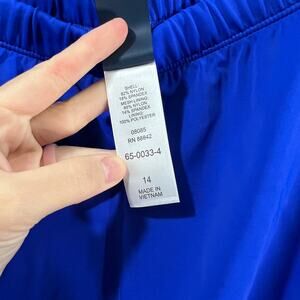 SHELL
82% NYLON
18% SPANDEX
MESH LINING:
86% NYLON
14% SPANDEX
LINING:
100% POLYESTER
08085
RN 88842
65-0033-4
14
MADE IN
VIETNAM